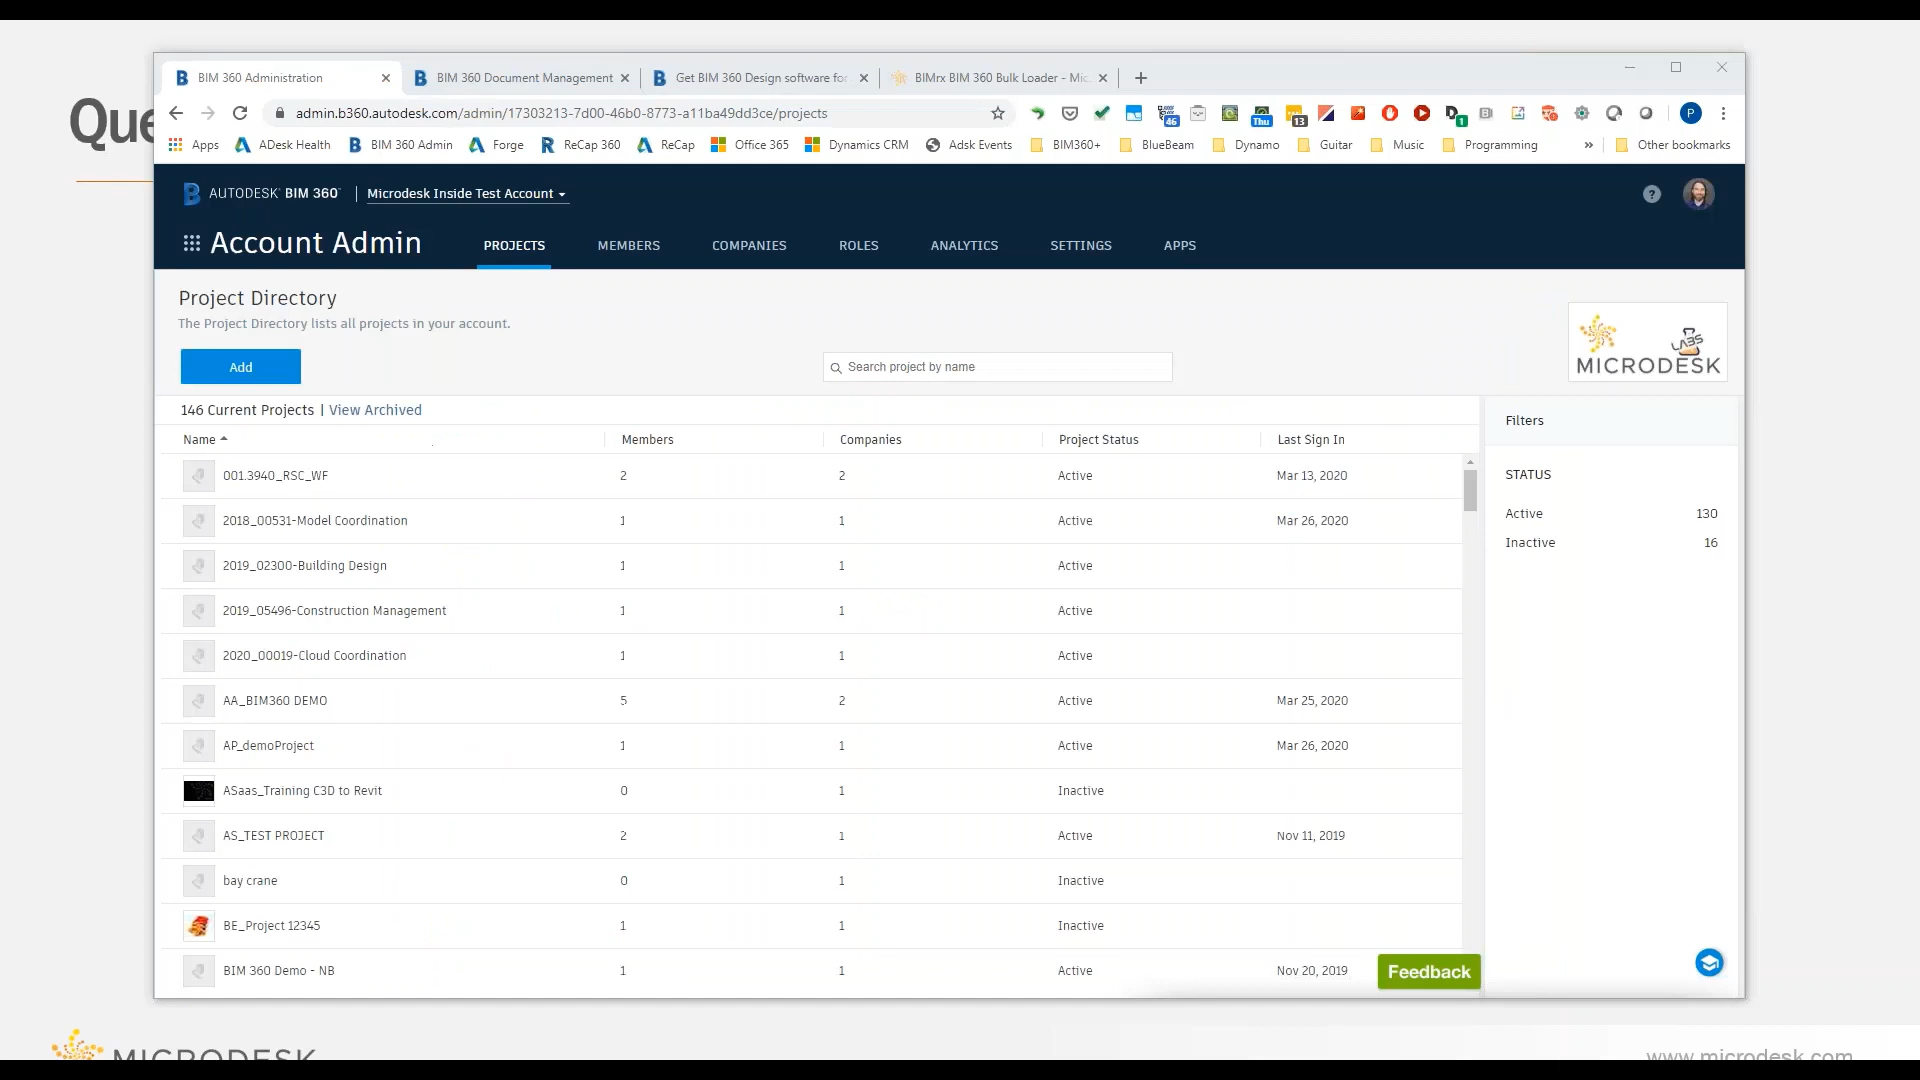 Que
BIM 360 Administration
BIM 360 Document Management
Get BIM 360 Design software for
BIMrx BIM 360 Bulk Loader - Mic
admin.b360.autodesk.com/admin/17303213-7d00-46b0-8773-a11ba49dd3ce/projects
46
Thu
13
1
P
Apps
ADesk Health
BIM 360 Admin
Forge
ReCap 360
ReCap
Office 365
Dynamics CRM
Adsk Events
BIM360+
BlueBeam
Dynamo
Guitar
Music
Programming
»
Other bookmarks
AUTODESK® BIM 360™
Microdesk Inside Test Account
?
Account Admin
PROJECTS
MEMBERS
COMPANIES
ROLES
ANALYTICS
SETTINGS
APPS
Project Directory
The Project Directory lists all projects in your account.
Add
Search project by name
LABS
MICRODESK
146 Current Projects | View Archived
Filters
Name Members Companies Project Status Last Sign In
STATUS
Active 130
Inactive 16
001.3940_RSC_WF 2 2 Active Mar 13, 2020
2018_00531-Model Coordination 1 1 Active Mar 26, 2020
2019_02300-Building Design 1 1 Active
2019_05496-Construction Management 1 1 Active
2020_00019-Cloud Coordination 1 1 Active
AA_BIM360 DEMO 5 2 Active Mar 25, 2020
AP_demoProject 1 1 Active Mar 26, 2020
ASaas_Training C3D to Revit 0 1 Inactive
AS_TEST PROJECT 2 1 Active Nov 11, 2019
bay crane 0 1 Inactive
BE_Project 12345 1 1 Inactive
BIM 360 Demo - NB 1 1 Active Nov 20, 2019
Feedback
MICRODESK
www.microdesk.com